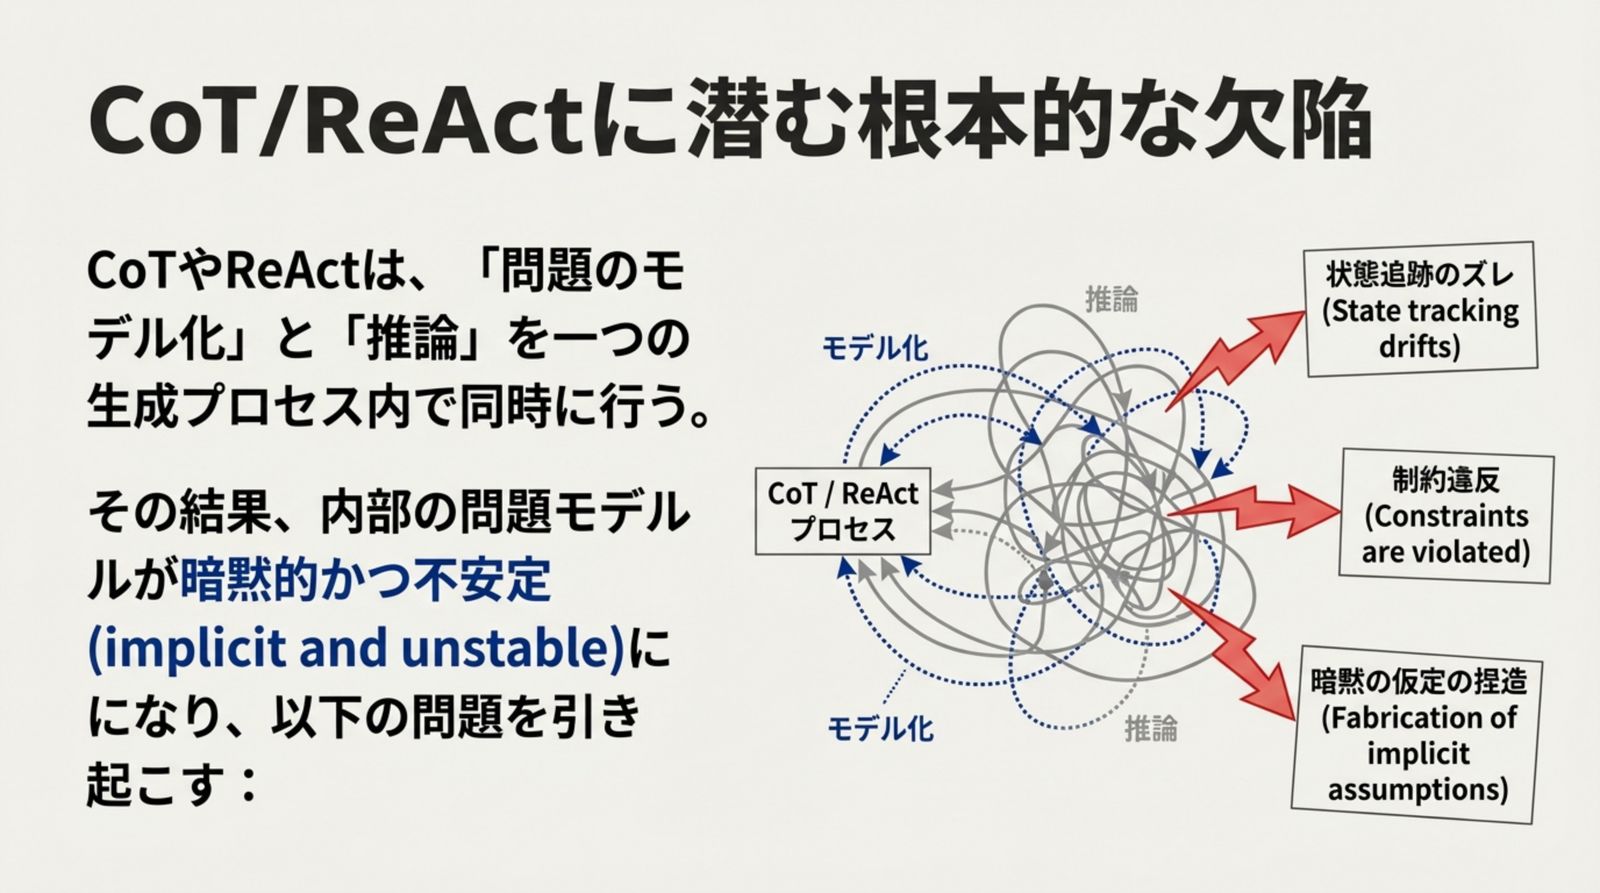 CoT/ReActに潜む根本的な欠陥
CoTやReActは、「問題のモ
デル化」と「推論」を一つの
生成プロセス内で同時に行う。
その結果、内部の問題モデル
ルが暗黙的かつ不安定
(implicit and unstable)に
になり、以下の問題を引き
起こす：
推論
モデル化
CoT / ReAct
プロセス
モデル化
推論
状態追跡のズレ
(State tracking
drifts)
制約違反
(Constraints
are violated)
暗黙の仮定の捏造
(Fabrication of
implicit
assumptions)